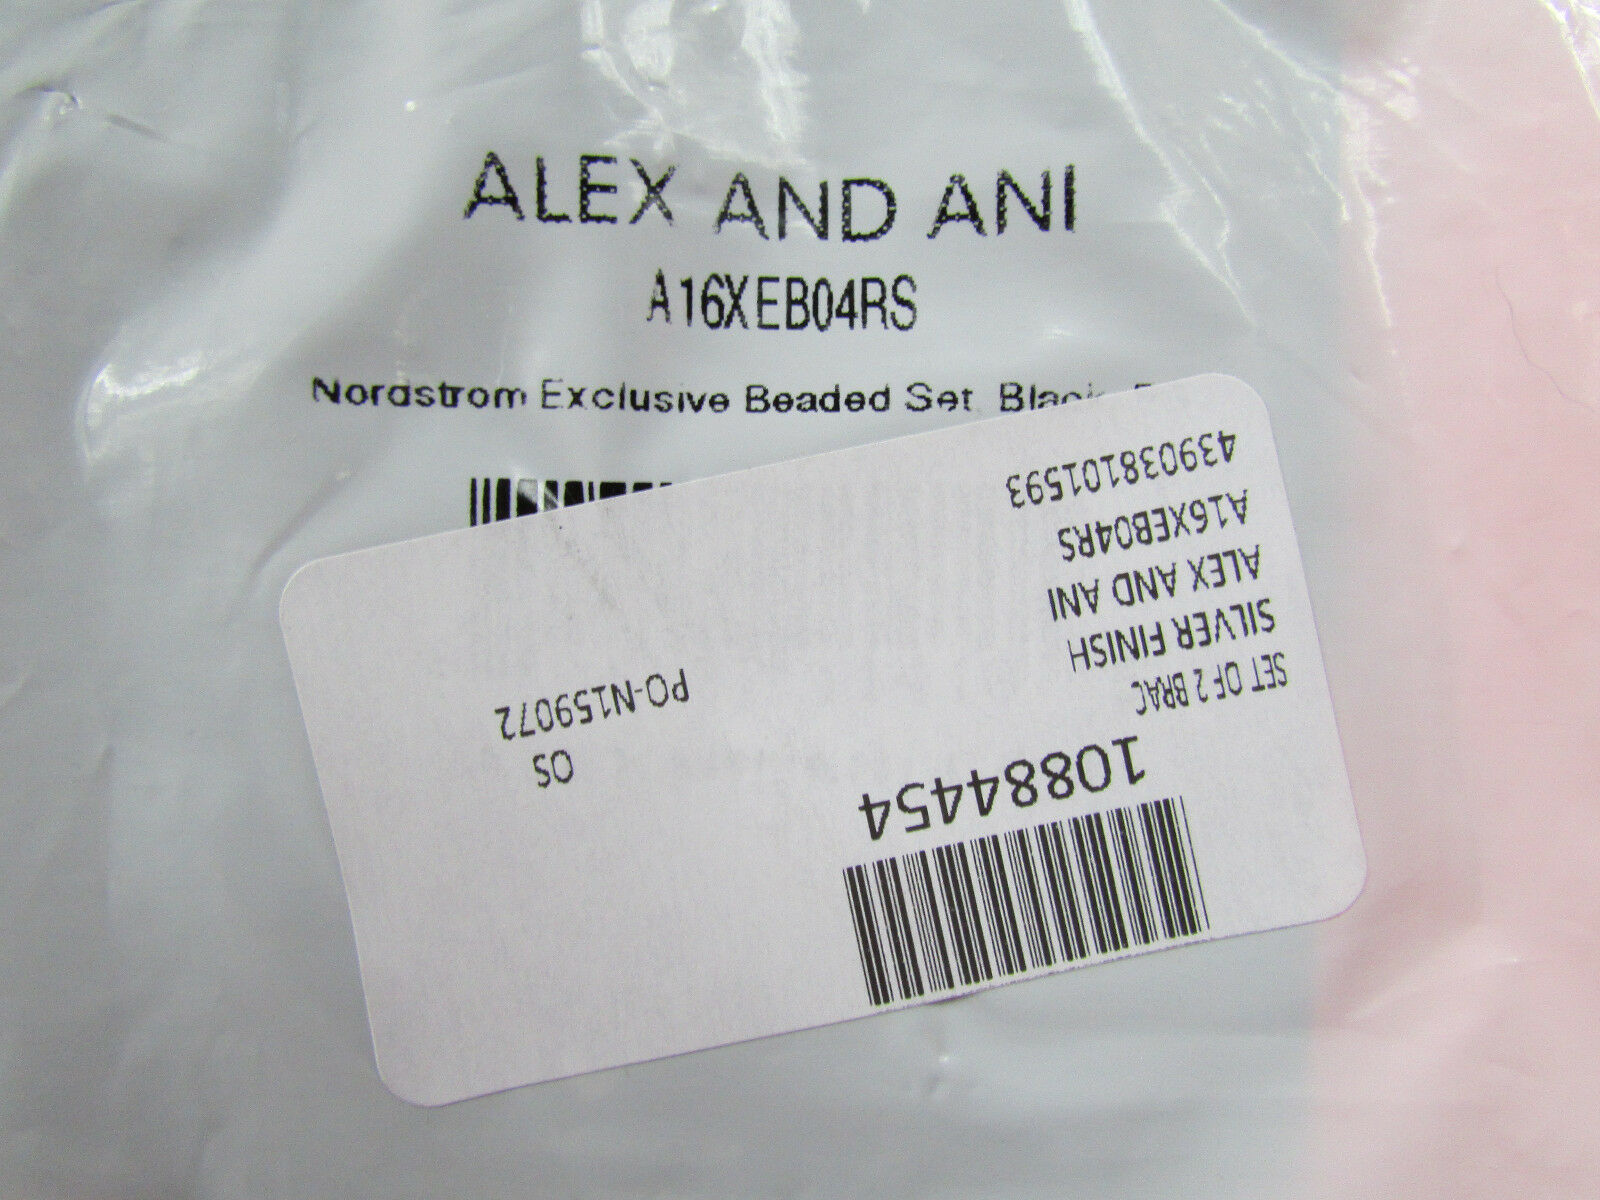 ALEX AND ANI
A16XEB04RS
Nordstrom Exclusive Beaded Set, Black
10884454
SET OF 2 BRAC
SILVER FINISH
ALEX AND ANI
A16XEB04RS
439038101593
OS
PO-N159072